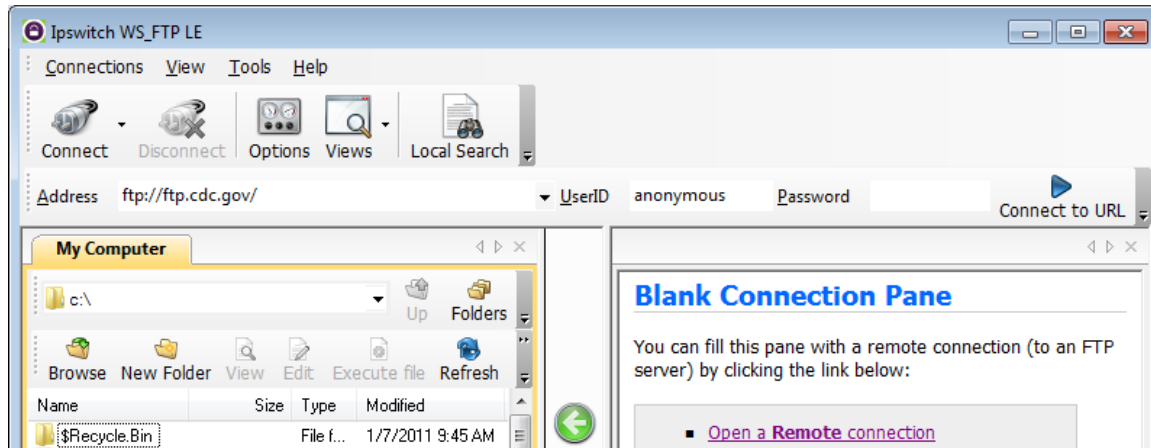 Ipswitch WS_FTP LE
Connections View Tools Help
Connect Disconnect Options Views Local Search
Address ftp://ftp.cdc.gov/ UserID anonymous Password Connect to URL
My Computer
c:\ Up Folders
Browse New Folder View Edit Execute file Refresh
Name Size Type Modified
$Recycle.Bin File f... 1/7/2011 9:45 AM
Blank Connection Pane
You can fill this pane with a remote connection (to an FTP
server) by clicking the link below:
Open a Remote connection